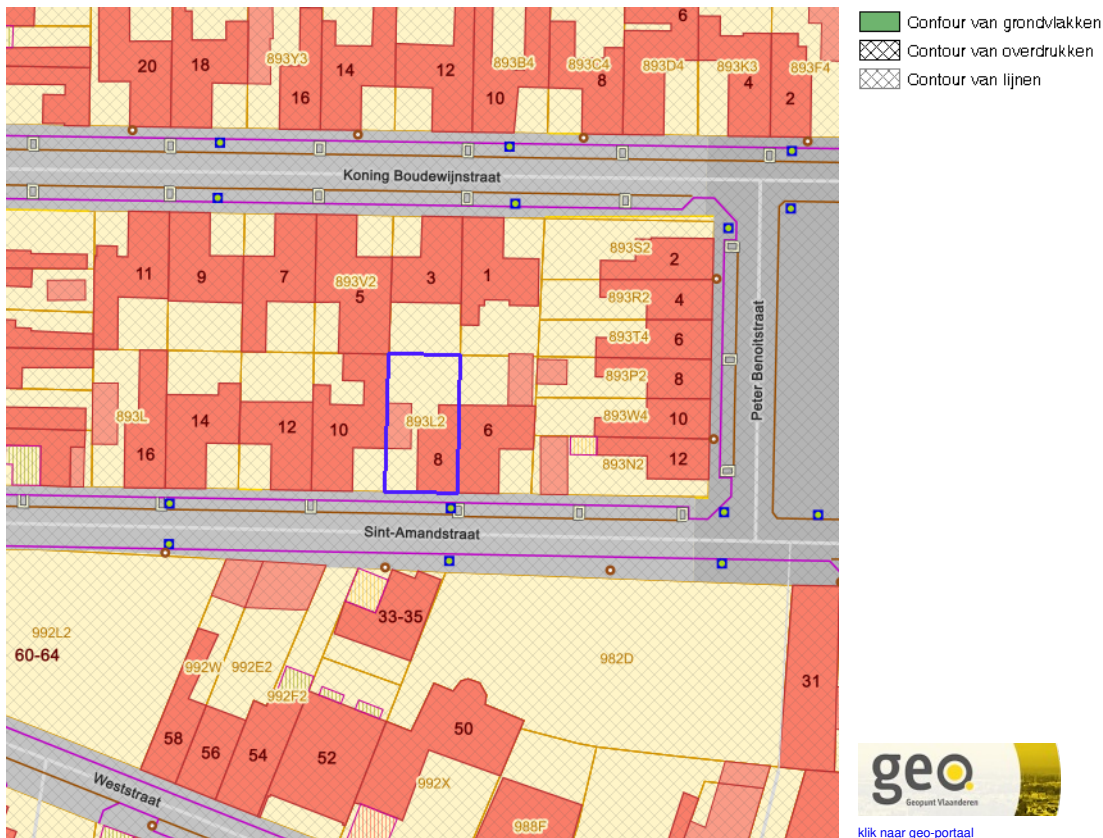 6
20
18
893Y3
14
12
893B4
893C4
8
893D4
893K3
893F4
16
10
4
2
Koning Boudewijnstraat
11
9
7
893V2
5
3
1
893S2
2
893R2
4
893T4
6
893P2
8
893W4
10
893N2
12
Peter Benoitstraat
893L
16
14
12
10
893L2
8
6
Sint-Amandstraat
992L2
60-64
992W
992E2
992F2
33-35
982D
31
58
56
54
52
50
992X
988F
Weststraat
Contour van grondvlakken
Contour van overdrukken
Contour van lijnen
geo
Geopunt Vlaanderen
klik naar geo-portaal